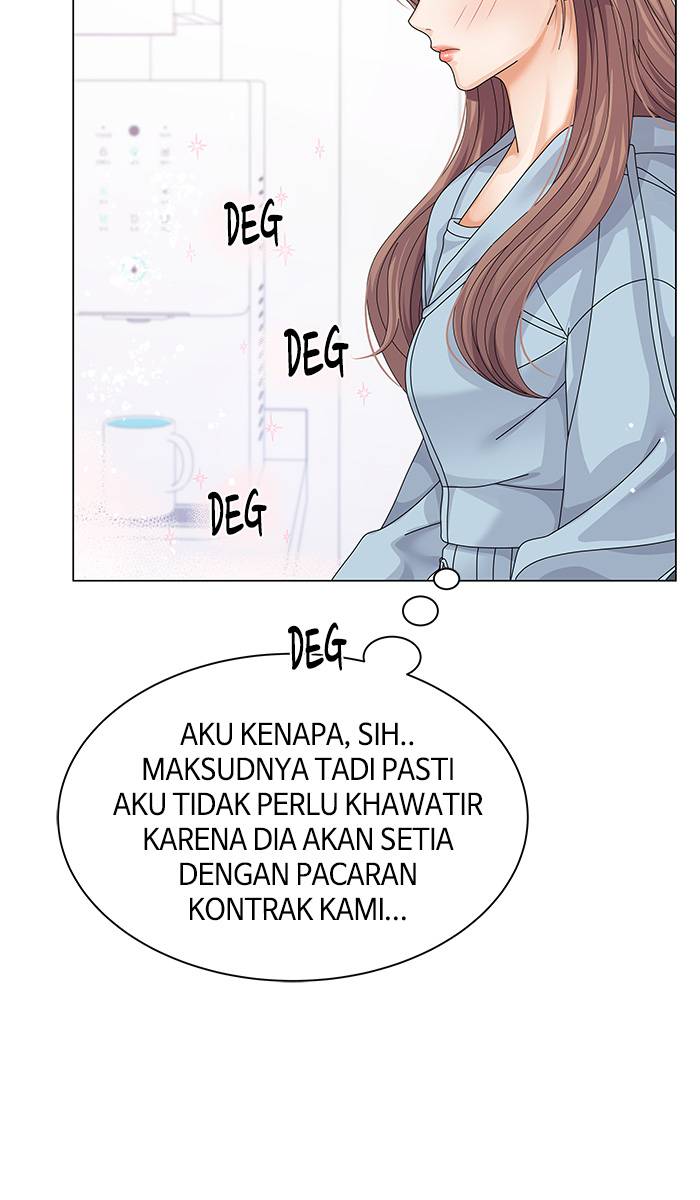 DEG
DEG
DEG
DEG
AKU KENAPA, SIH..
MAKSUDNYA TADI PASTI
AKU TIDAK PERLU KHAWATIR
KARENA DIA AKAN SETIA
DENGAN PACARAN
KONTRAK KAMI...